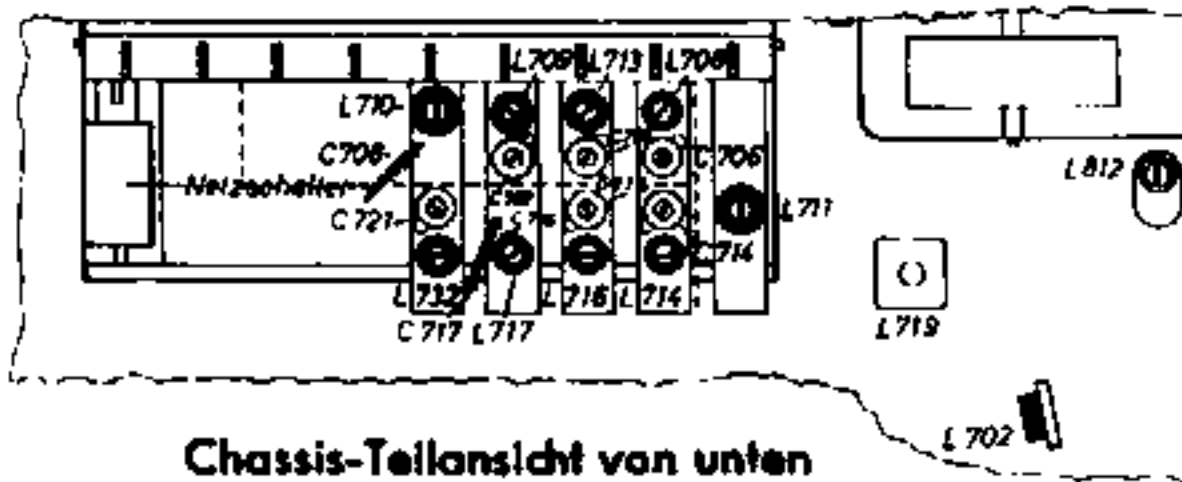 L709 L713 L708
L710
C708
C706
Netzschalter
L812
C721
L711
C714
L732 L716 L714
C717 L717
L719
L702
Chassis-Teilansicht von unten